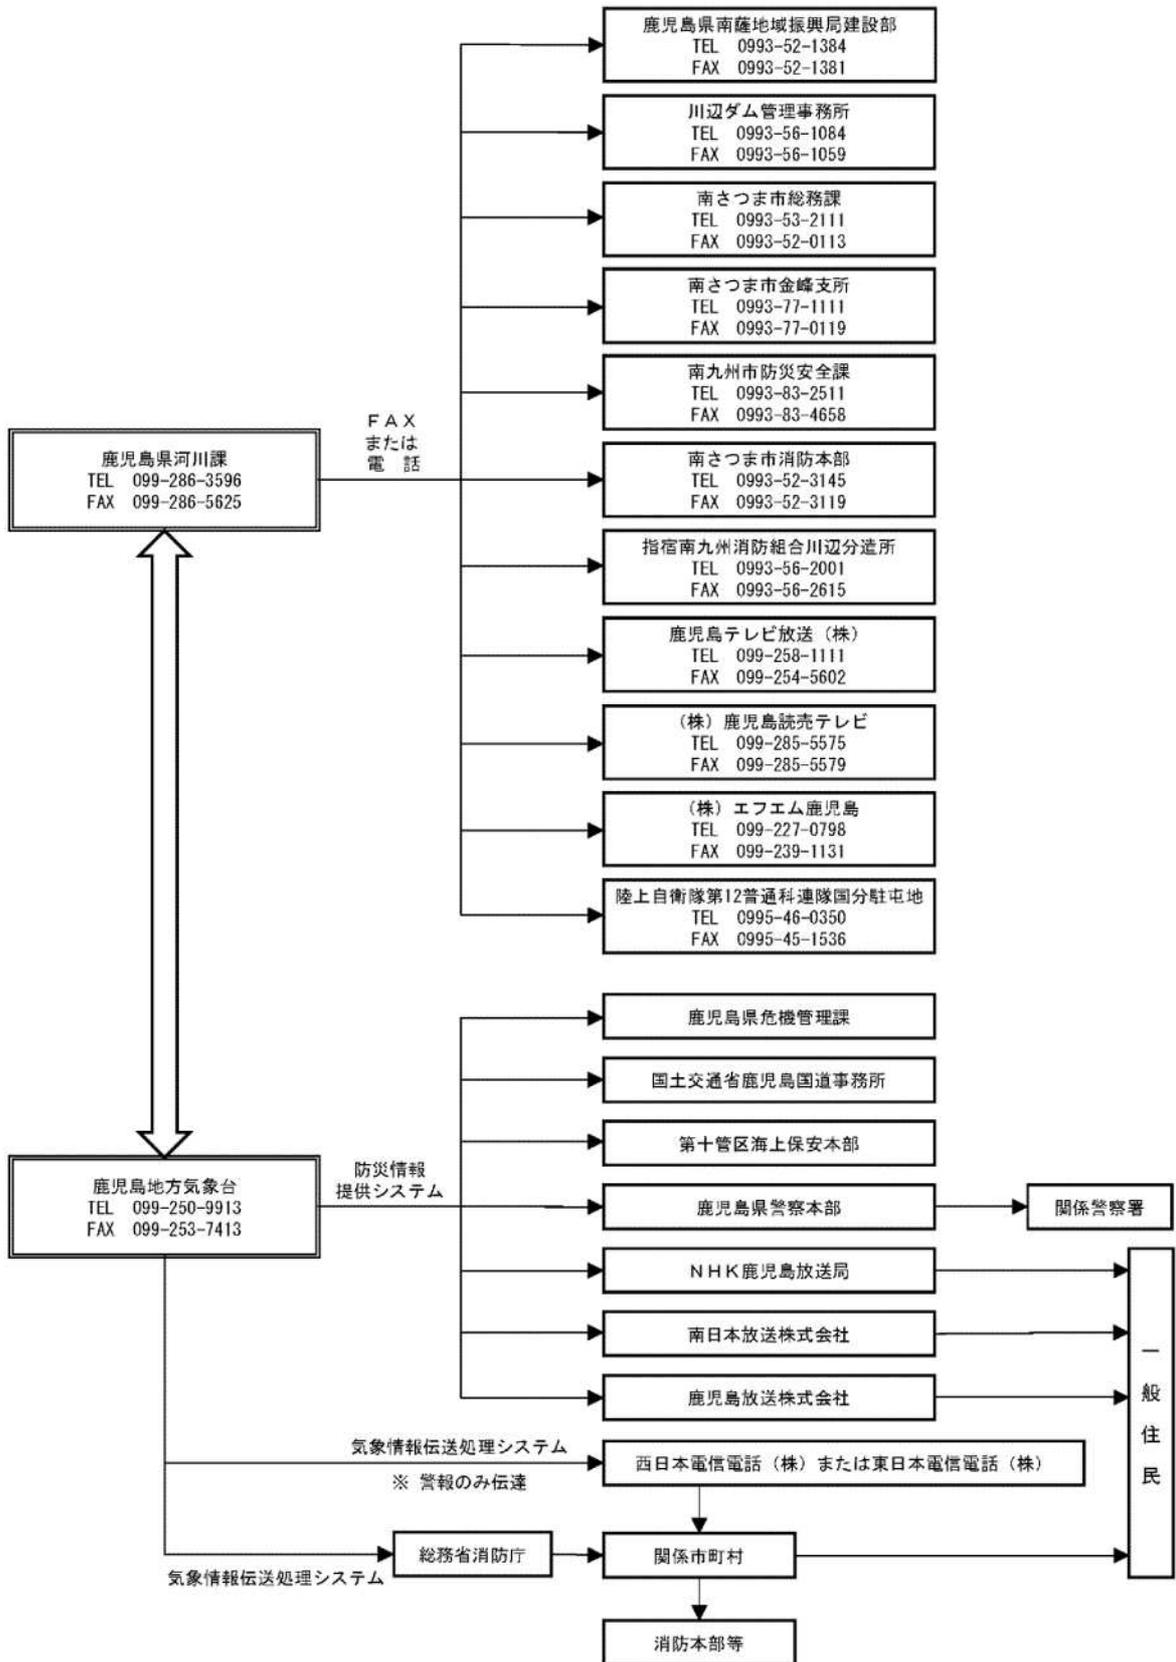 鹿児島県南薩地域振興局建設部
TEL 0993-52-1384
FAX 0993-52-1381
川辺ダム管理事務所
TEL 0993-56-1084
FAX 0993-56-1059
南さつま市総務課
TEL 0993-53-2111
FAX 0993-52-0113
南さつま市金峰支所
TEL 0993-77-1111
FAX 0993-77-0119
南九州市防災安全課
TEL 0993-83-2511
FAX 0993-83-4658
鹿児島県河川課
TEL 099-286-3596
FAX 099-286-5625
FAX
または
電 話
南さつま市消防本部
TEL 0993-52-3145
FAX 0993-52-3119
指宿南九州消防組合川辺分遣所
TEL 0993-56-2001
FAX 0993-56-2615
鹿児島テレビ放送(株)
TEL 099-258-1111
FAX 099-254-5602
(株)鹿児島読売テレビ
TEL 099-285-5575
FAX 099-285-5579
(株)エフエム鹿児島
TEL 099-227-0798
FAX 099-239-1131
陸上自衛隊第12普通科連隊国分駐屯地
TEL 0995-46-0350
FAX 0995-45-1536
鹿児島県危機管理課
国土交通省鹿児島国道事務所
第十管区海上保安本部
鹿児島地方気象台
TEL 099-250-9913
FAX 099-253-7413
防災情報
提供システム
鹿児島県警察本部
関係警察署
NHK鹿児島放送局
南日本放送株式会社
鹿児島放送株式会社
一般住民
気象情報伝送処理システム
※ 警報のみ伝達
西日本電信電話(株)または東日本電信電話(株)
総務省消防庁
関係市町村
気象情報伝送処理システム
消防本部等